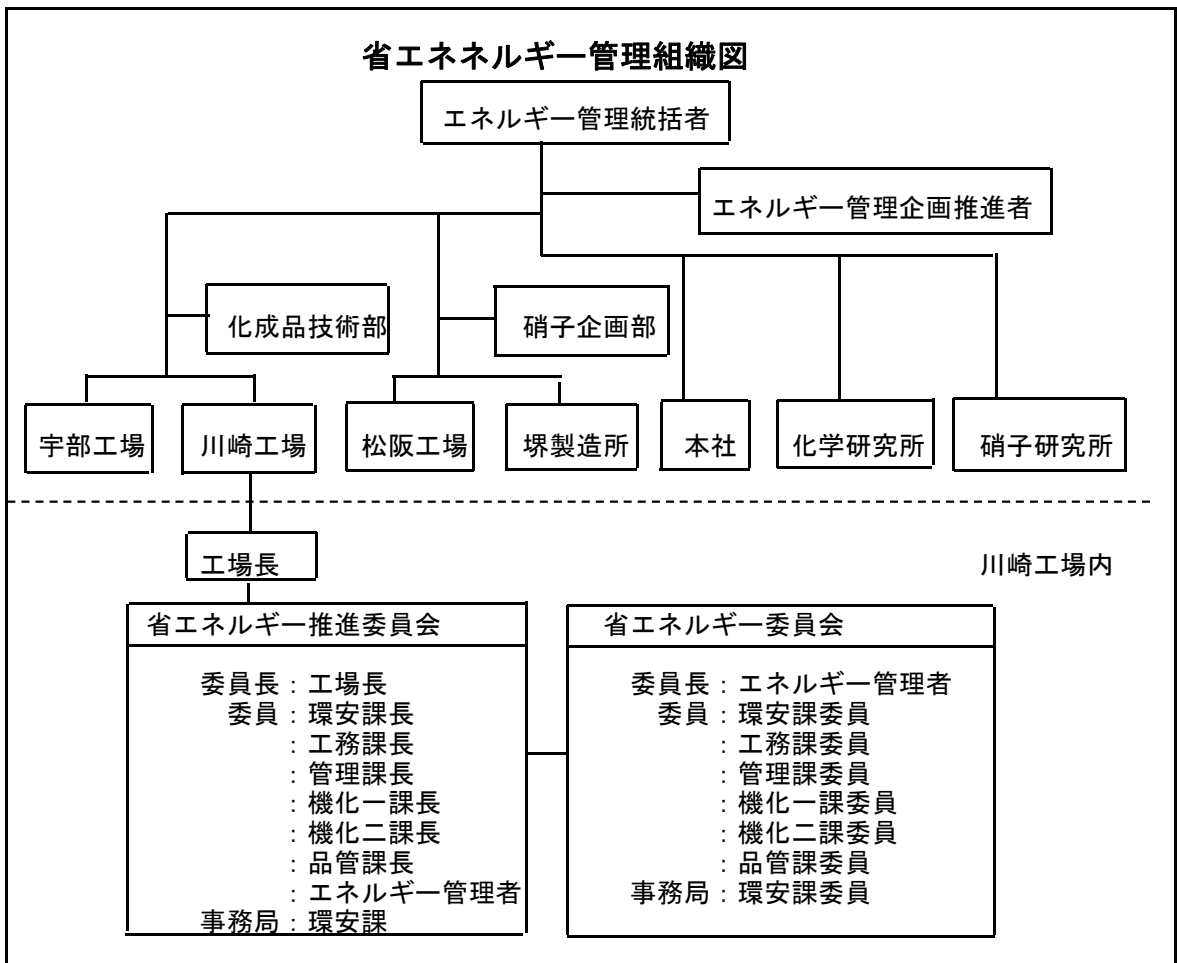 省エネネルギー管理組織図
エネルギー管理統括者
エネルギー管理企画推進者
化成品技術部
硝子企画部
宇部工場
川崎工場
松阪工場
堺製造所
本社
化学研究所
硝子研究所
工場長
川崎工場内
省エネルギー推進委員会
委員長：工場長
委員：環安課長
：工務課長
：管理課長
：機化一課長
：機化二課長
：品管課長
：エネルギー管理者
事務局：環安課
省エネルギー委員会
委員長：エネルギー管理者
委員：環安課委員
：工務課委員
：管理課委員
：機化一課委員
：機化二課委員
：品管課委員
事務局：環安課委員